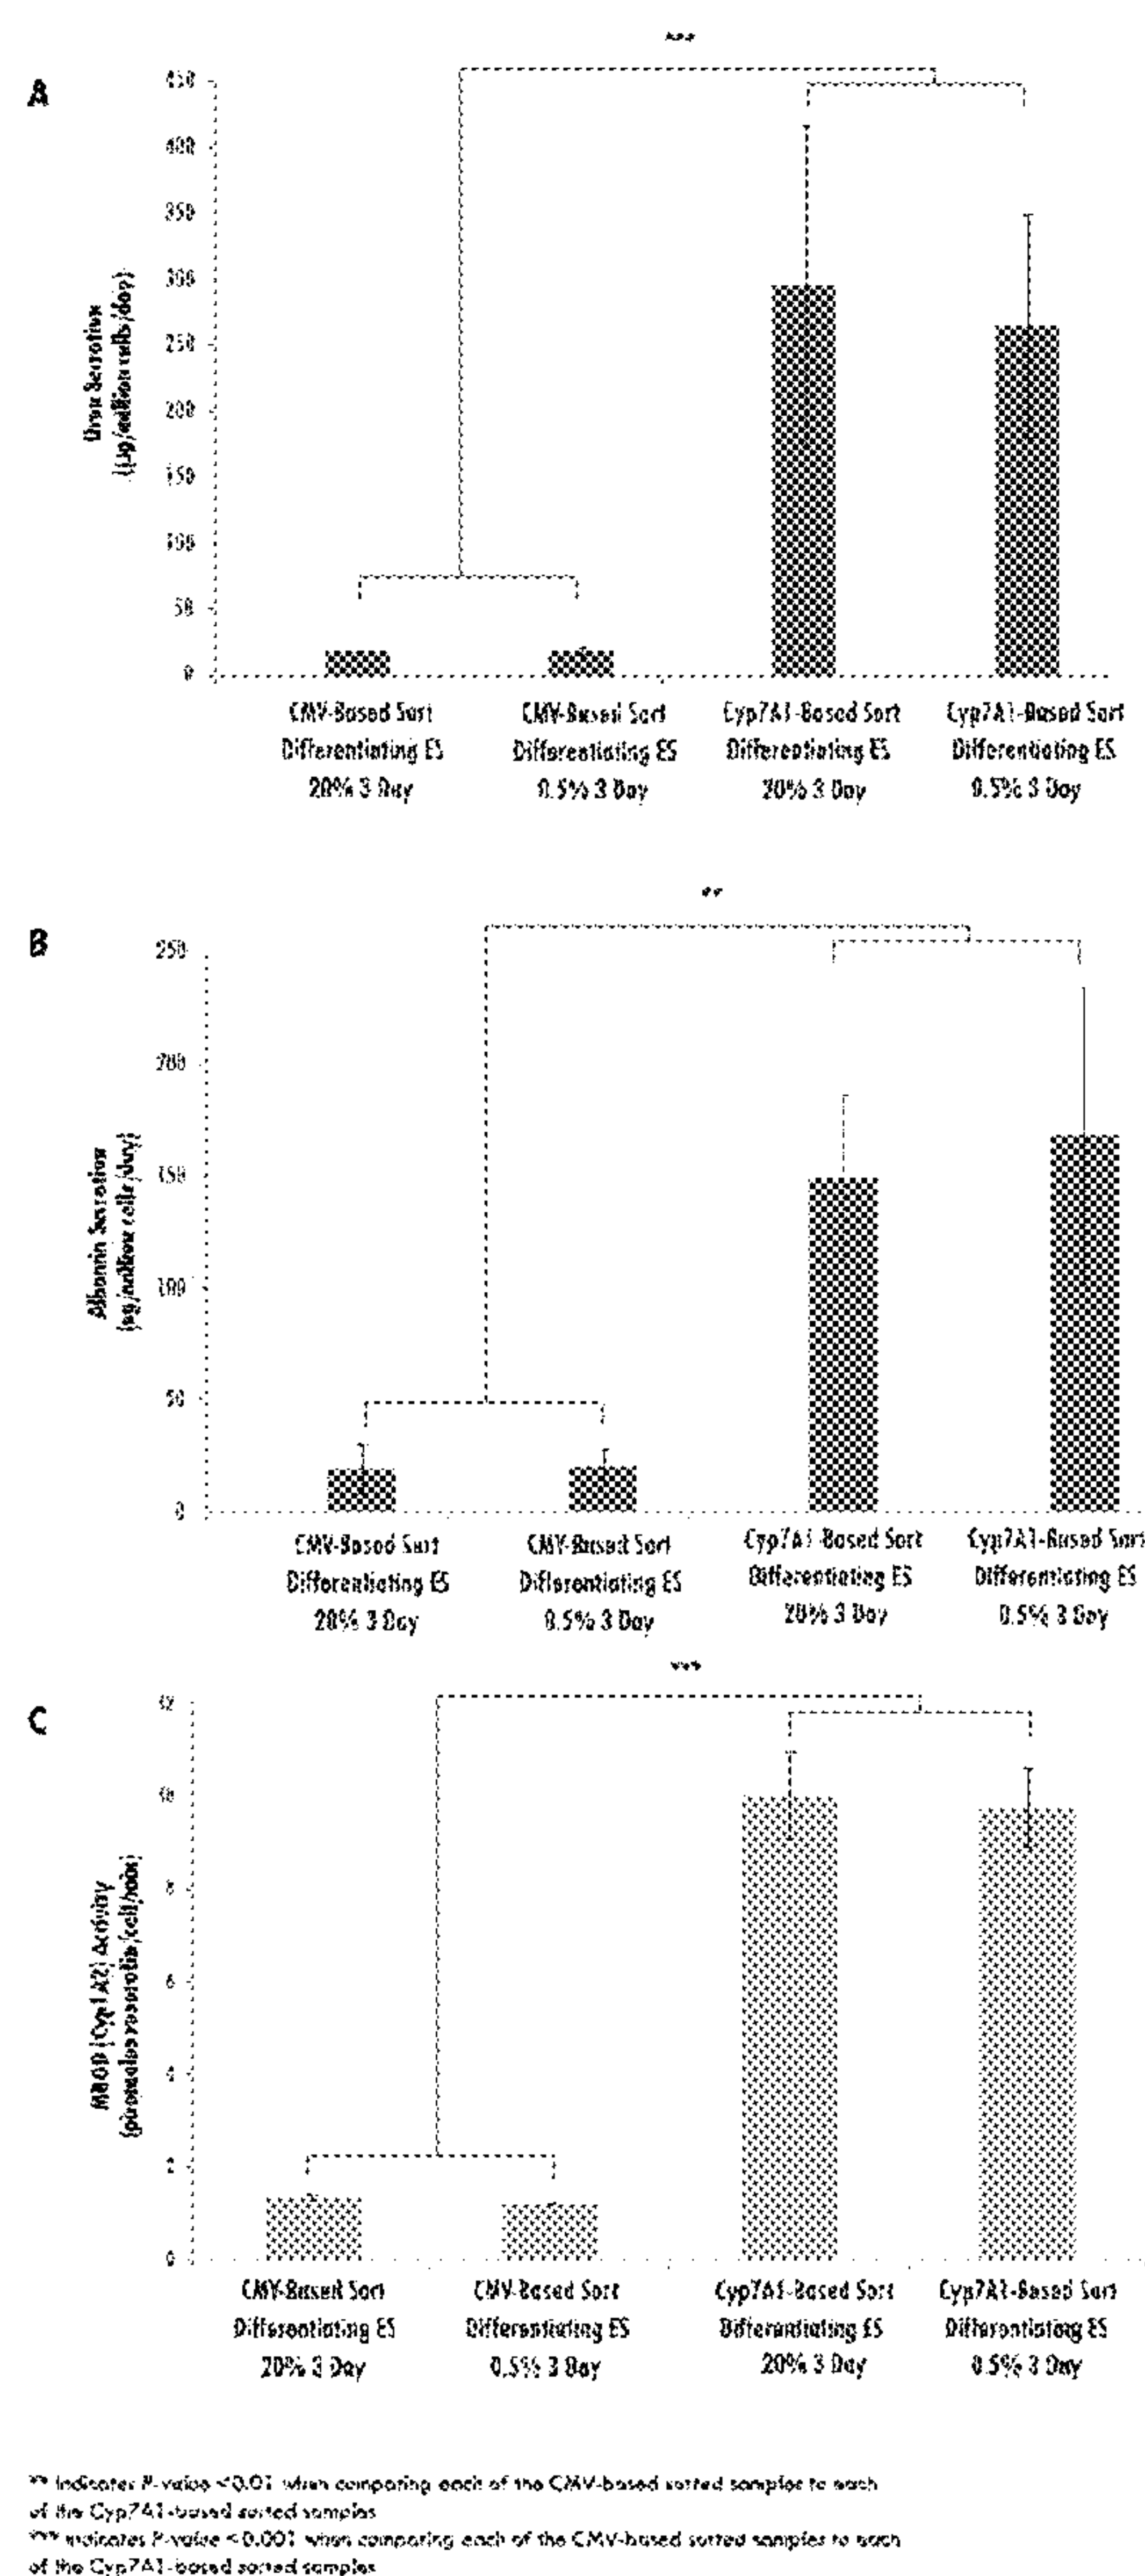 ***
A
450
400
350
300
250
200
150
100
50
0
Urea Secretion
(µg/million cells/day)
CMV-Based Sort
Differentiating ES
20% 3 Day
CMV-Based Sort
Differentiating ES
0.5% 3 Day
Cyp7A1-Based Sort
Differentiating ES
20% 3 Day
Cyp7A1-Based Sort
Differentiating ES
0.5% 3 Day
**
B
250
200
150
100
50
0
Albumin Secretion
(ng/million cells/day)
CMV-Based Sort
Differentiating ES
20% 3 Day
CMV-Based Sort
Differentiating ES
0.5% 3 Day
Cyp7A1-Based Sort
Differentiating ES
20% 3 Day
Cyp7A1-Based Sort
Differentiating ES
0.5% 3 Day
***
C
12
10
8
6
4
2
0
MROD (Cyp1A2) Activity
(picomoles resorufin/cell/min)
CMV-Based Sort
Differentiating ES
20% 3 Day
CMV-Based Sort
Differentiating ES
0.5% 3 Day
Cyp7A1-Based Sort
Differentiating ES
20% 3 Day
Cyp7A1-Based Sort
Differentiating ES
0.5% 3 Day
** Indicates P-value <0.01 when comparing each of the CMV-based sorted samples to each
of the Cyp7A1-based sorted samples
*** Indicates P-value <0.001 when comparing each of the CMV-based sorted samples to each
of the Cyp7A1-based sorted samples